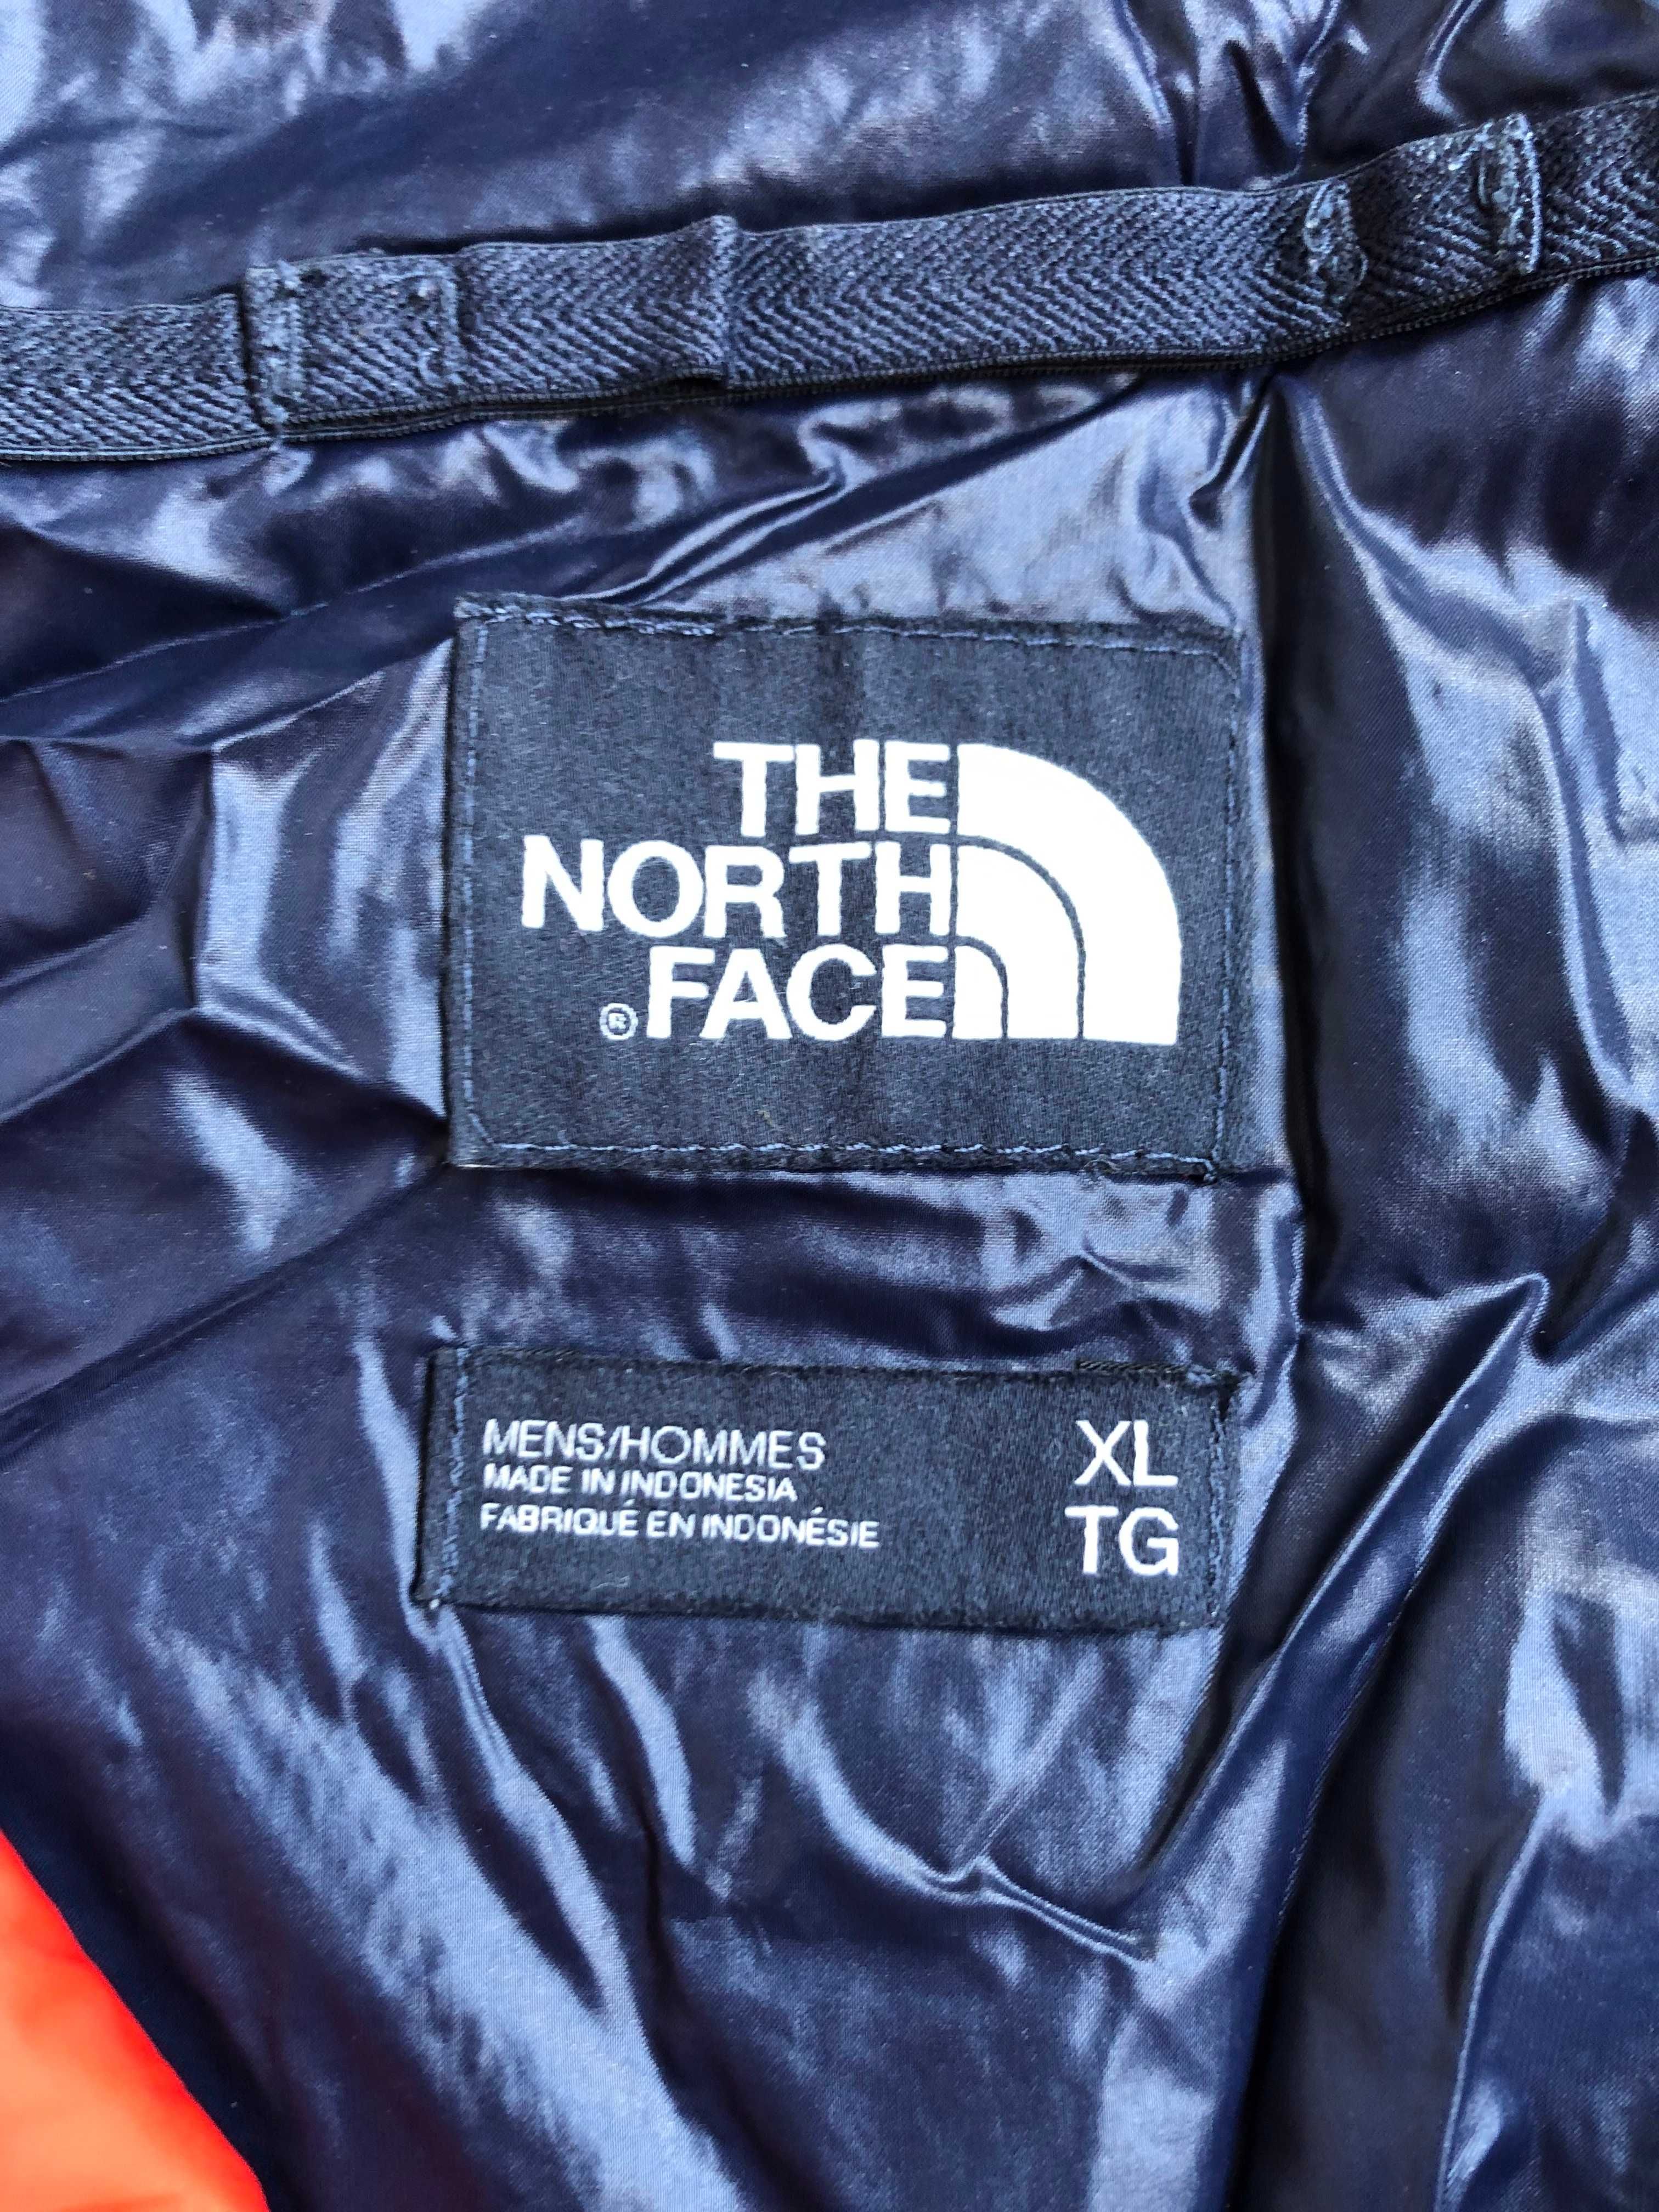 THE
NORTH
®FACE
MENS/HOMMES
MADE IN INDONESIA
FABRIQUÉ EN INDONÉSIE
XL
TG